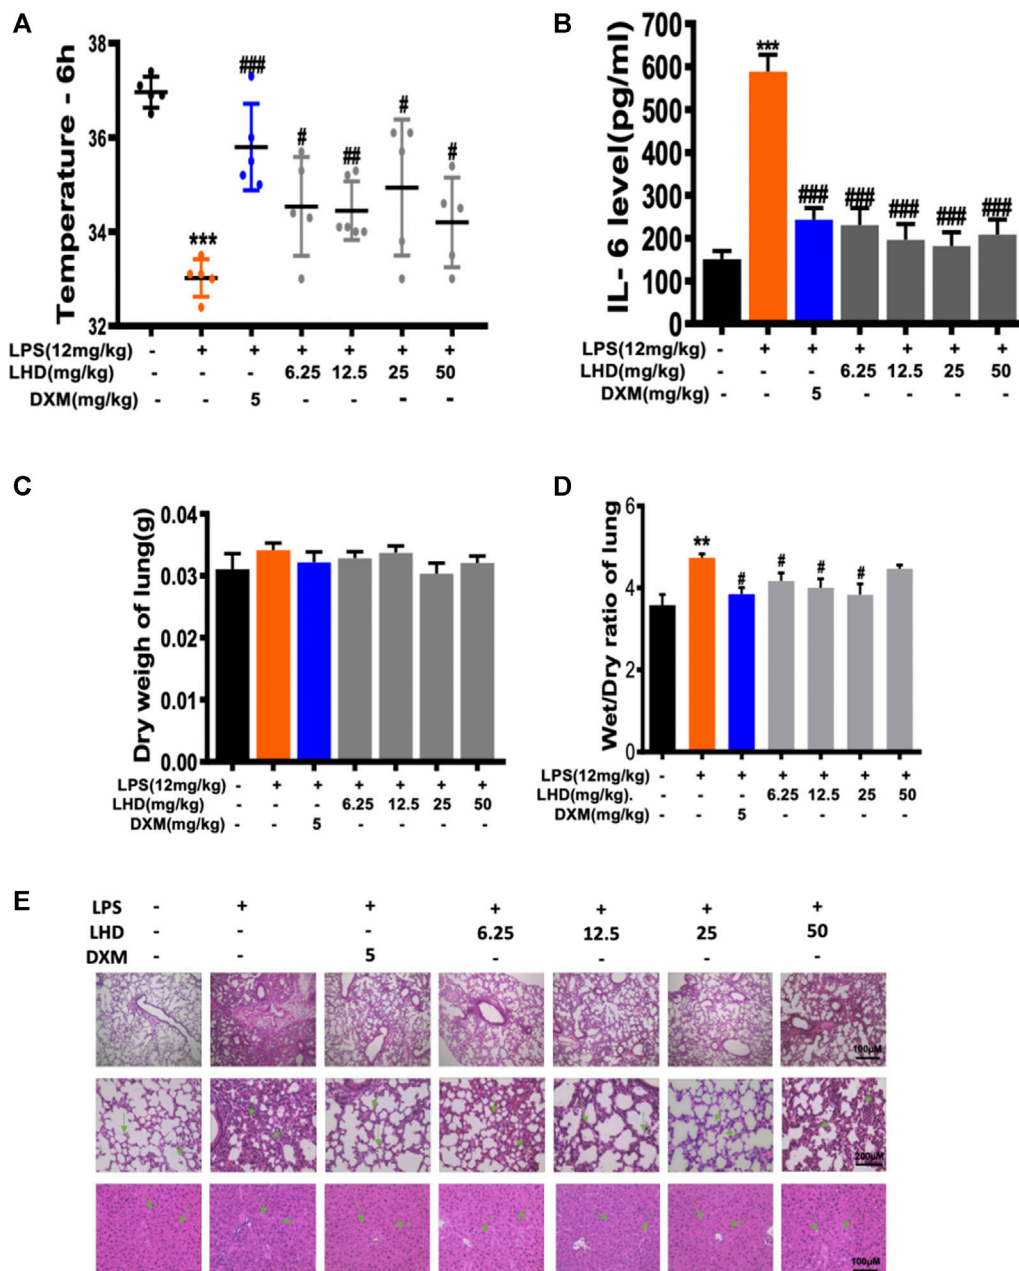 A
Temperature - 6h
38
36
34
32
***
###
#
##
#
#
LPS(12mg/kg) - + + + + + +
LHD(mg/kg) - - - 6.25 12.5 25 50
DXM(mg/kg) - - 5 - - - -
B
IL- 6 level(pg/ml)
700
600
500
400
300
200
100
0
***
###
###
###
###
###
LPS(12mg/kg) - + + + + + +
LHD(mg/kg) - - - 6.25 12.5 25 50
DXM(mg/kg) - - 5 - - - -
C
Dry weigh of lung(g)
0.04
0.03
0.02
0.01
0.00
LPS(12mg/kg) - + + + + + +
LHD(mg/kg) - - - 6.25 12.5 25 50
DXM(mg/kg) - - 5 - - - -
D
Wet/Dry ratio of lung
6
4
2
0
**
#
#
#
#
LPS(12mg/kg) - + + + + + +
LHD(mg/kg). - - - 6.25 12.5 25 50
DXM(mg/kg) - - 5 - - - -
E
LPS - + + + + + +
LHD - - - 6.25 12.5 25 50
DXM - - 5 - - - -
100μM
200μM
100μM